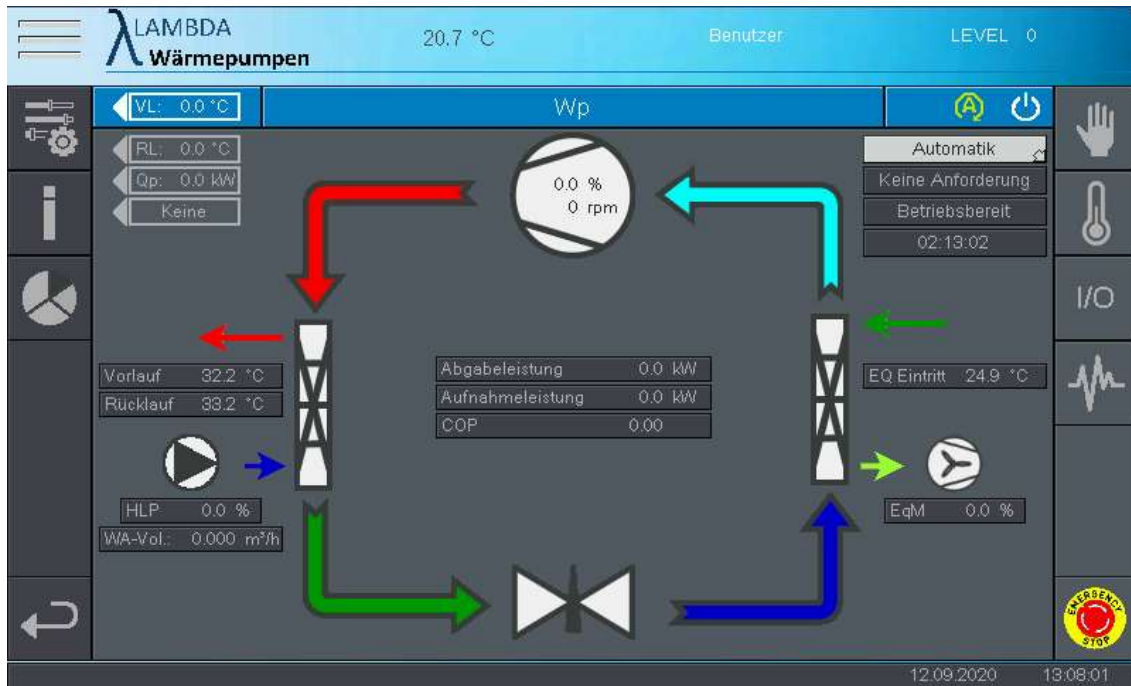 λ LAMBDA
Wärmepumpen
20.7 °C
Benutzer
LEVEL 0
VL: 0.0 °C
Wp
A
RL: 0.0 °C
Qp: 0.0 kW
Keine
0.0 %
0 rpm
Automatik
Keine Anforderung
Betriebsbereit
02:13:02
I/O
Vorlauf 32.2 °C
Rücklauf 33.2 °C
Abgabeleistung 0.0 kW
Aufnahmeleistung 0.0 kW
COP 0.00
EQ Eintritt 24.9 °C
HLP 0.0 %
WA-Vol.: 0.000 m³/h
EqM 0.0 %
EMERGENCY
STOP
12.09.2020 13:08:01